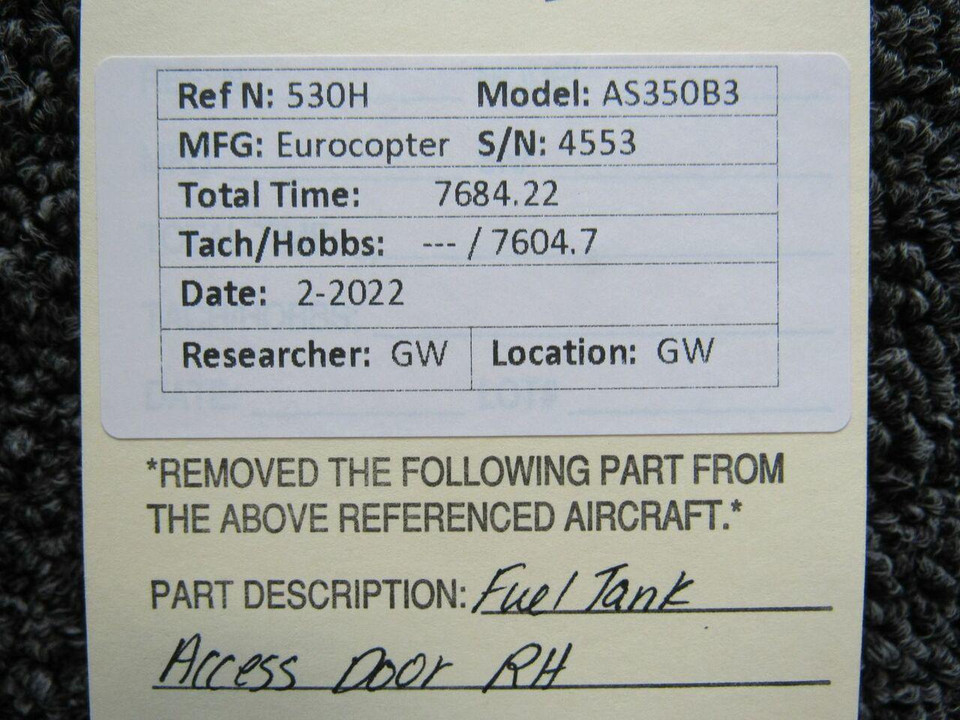 Ref N: 530H Model: AS350B3
MFG: Eurocopter S/N: 4553
Total Time: 7684.22
Tach/Hobbs: --- / 7604.7
Date: 2-2022
Researcher: GW Location: GW
*REMOVED THE FOLLOWING PART FROM
THE ABOVE REFERENCED AIRCRAFT.*
PART DESCRIPTION: Fuel Tank
Access Door RH